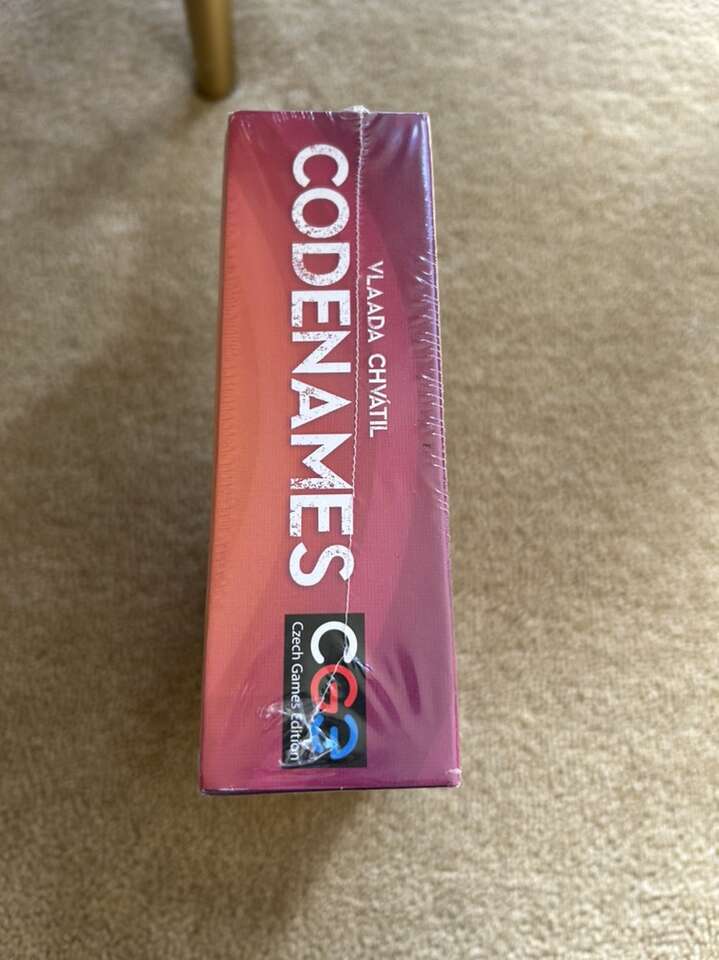 CODENAMES
VLAADA CHVÁTIL
CGE
Czech Games Edition